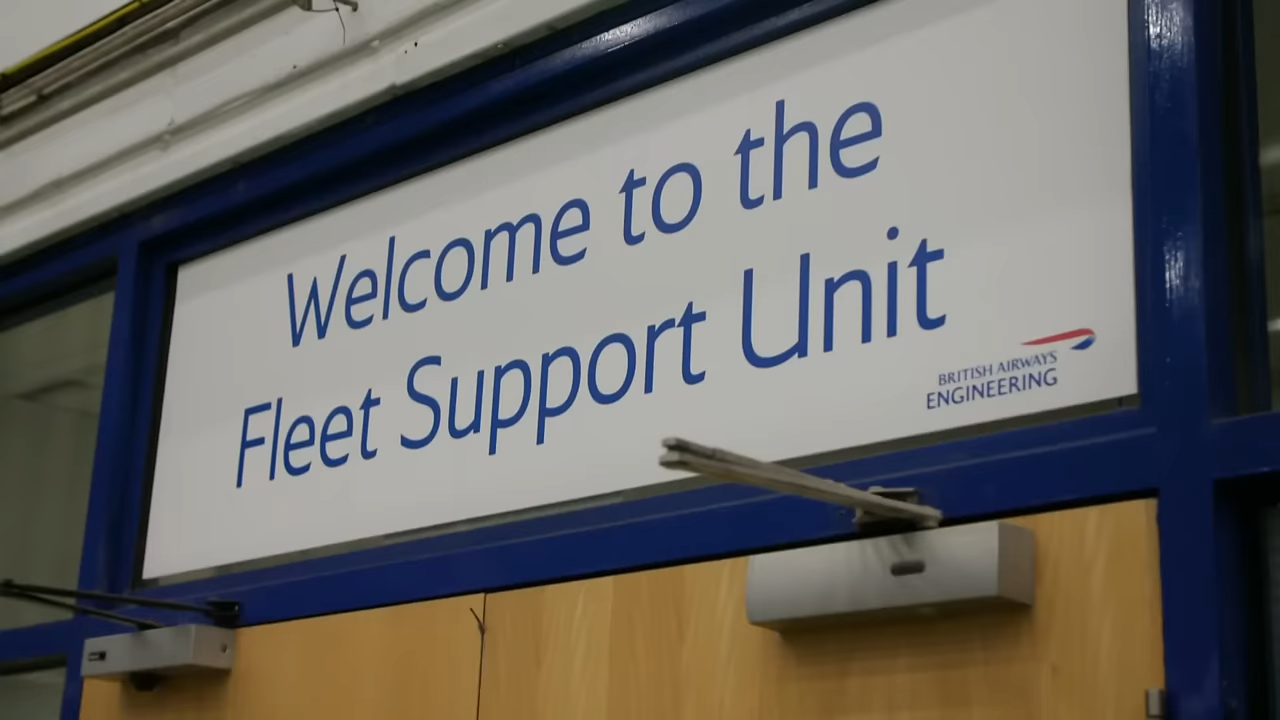 Welcome to the
Fleet Support Unit
BRITISH AIRWAYS
ENGINEERING